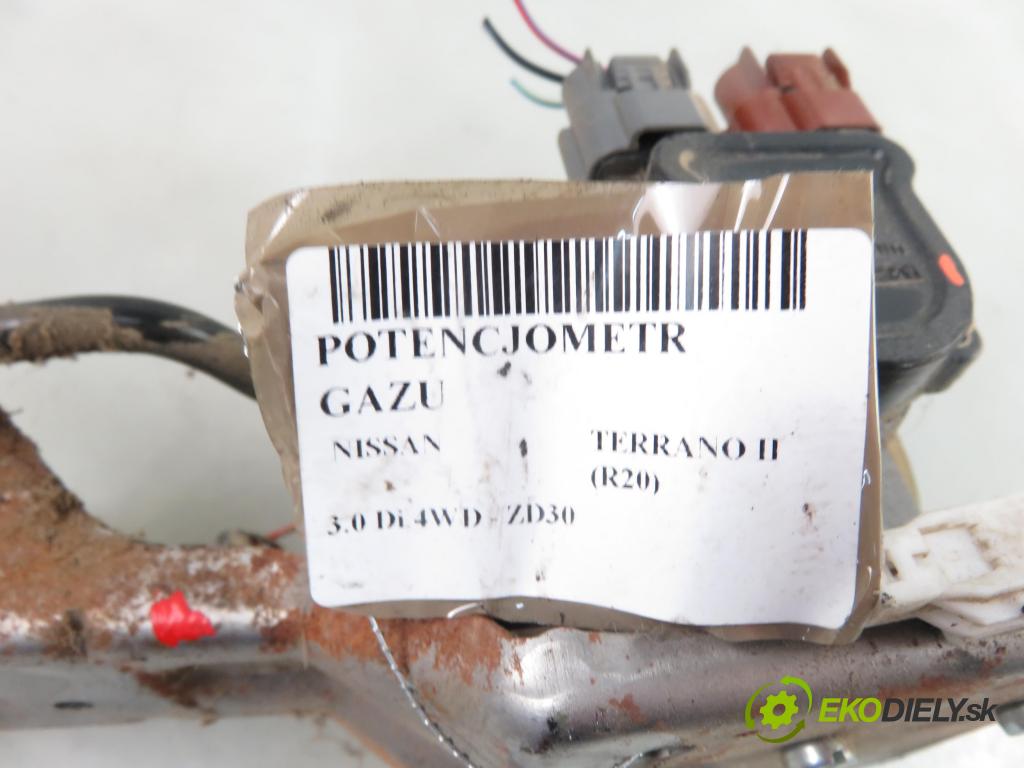 POTENCJOMETR
GAZU
NISSAN TERRANO II
(R20)
3.0 Di 4WD - ZD30
EKODIELY.sk